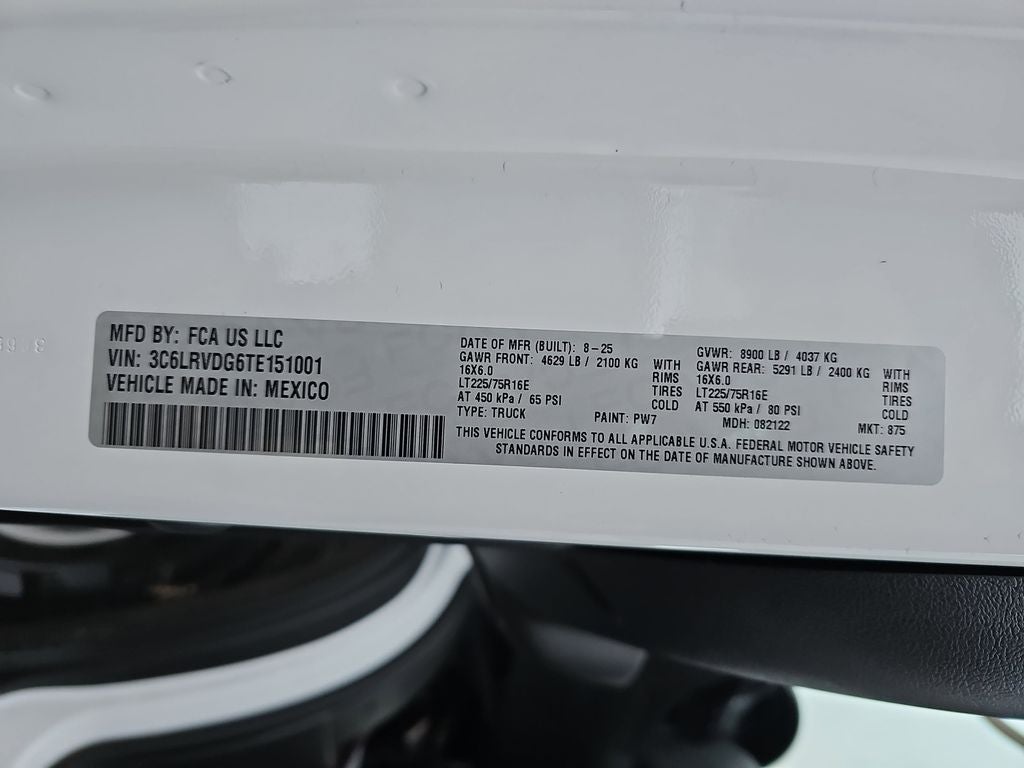 MFD BY: FCA US LLC
VIN: 3C6LRVDG6TE151001
VEHICLE MADE IN: MEXICO
DATE OF MFR (BUILT): 8-25
GAWR FRONT: 4629 LB / 2100 KG WITH
16X6.0 RIMS
LT225/75R16E TIRES
AT 450 kPa / 65 PSI COLD
TYPE: TRUCK PAINT: PW7
GVWR: 8900 LB / 4037 KG
GAWR REAR: 5291 LB / 2400 KG WITH
16X6.0 RIMS
LT225/75R16E TIRES
AT 550 kPa / 80 PSI COLD
MDH: 082122 MKT: 875
THIS VEHICLE CONFORMS TO ALL APPLICABLE U.S.A. FEDERAL MOTOR VEHICLE SAFETY
STANDARDS IN EFFECT ON THE DATE OF MANUFACTURE SHOWN ABOVE.